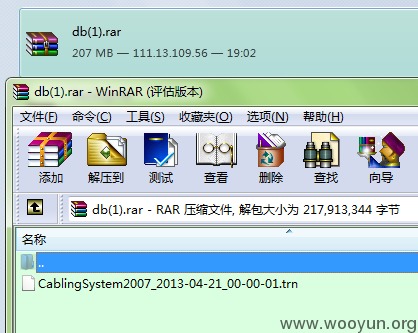 db(1).rar
207 MB — 111.13.109.56 — 19:02
db(1).rar - WinRAR (评估版本)
文件(F) 命令(C) 工具(S) 收藏夹(O) 选项(N) 帮助(H)
添加 解压到 测试 查看 删除 查找 向导
db(1).rar - RAR 压缩文件, 解包大小为 217,913,344 字节
名称
..
CablingSystem2007_2013-04-21_00-00-01.trn
www.wooyun.org